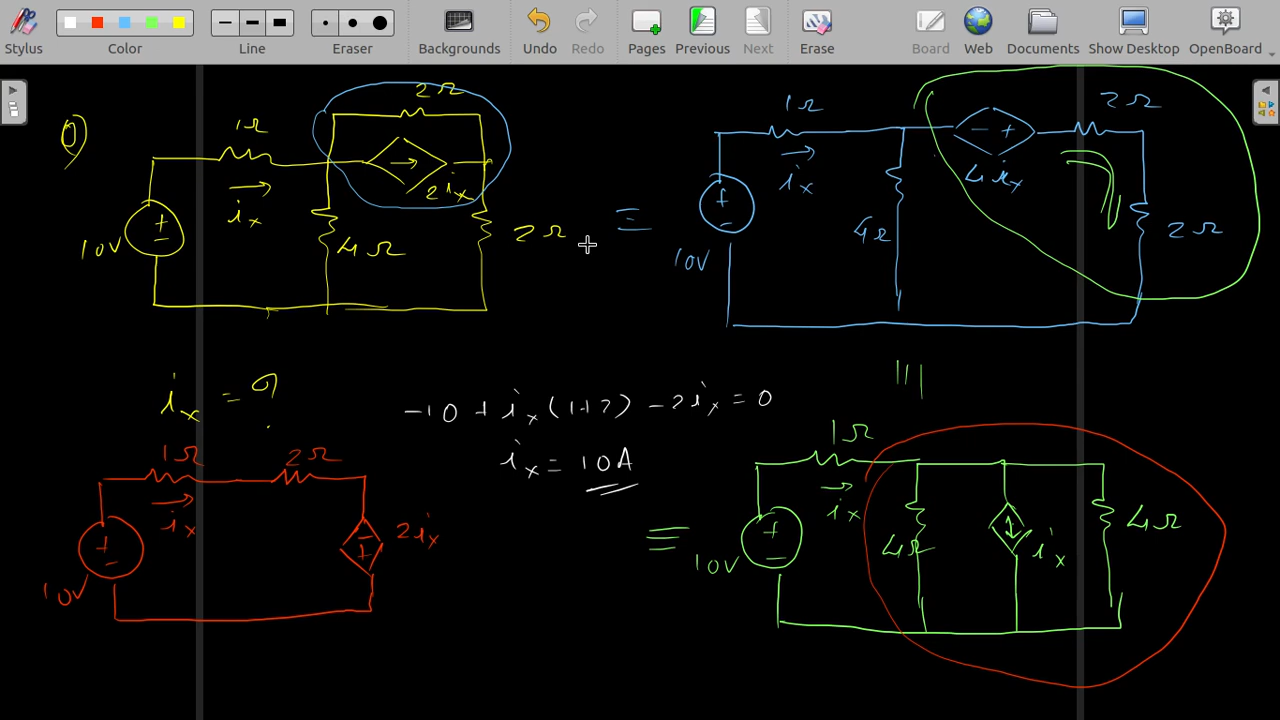 Stylus
Color
Line
Eraser
Backgrounds
Undo
Redo
Pages
Previous
Next
Erase
Board
Web
Documents
Show Desktop
OpenBoard
Q)
1Ω
2Ω
2ix
ix
10V
+
−
4Ω
2Ω
≡
1Ω
ix
− +
4ix
2Ω
+
−
10V
4Ω
2Ω
ix = ?
−10 + ix(1+2) − 2ix = 0
ix = 10A
|||
1Ω
2Ω
ix
+
−
10V
−
+
2ix
≡
1Ω
ix
+
−
10V
4Ω
ix
4Ω